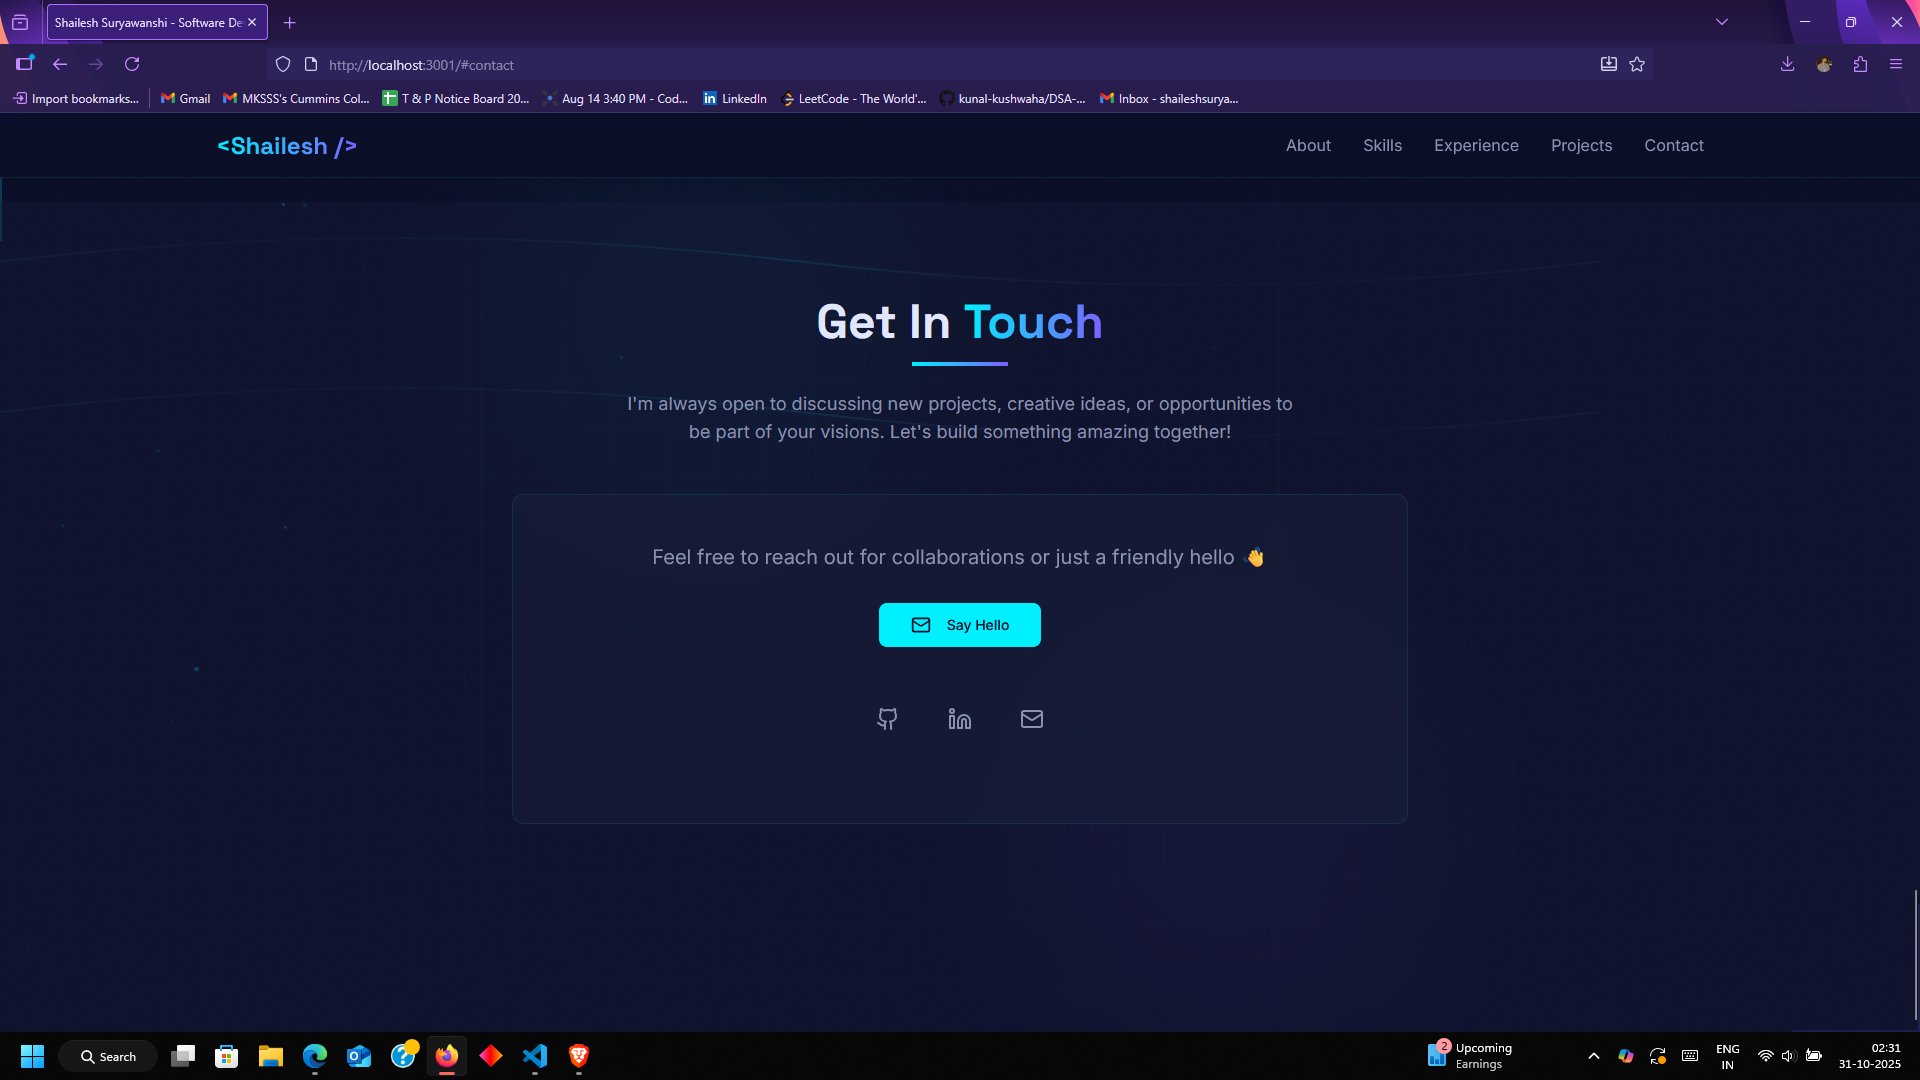 Shailesh Suryawanshi - Software De
http://localhost:3001/#contact
Import bookmarks...
Gmail
MKSSS's Cummins Col...
T & P Notice Board 20...
Aug 14 3:40 PM - Cod...
LinkedIn
LeetCode - The World'...
kunal-kushwaha/DSA-...
Inbox - shaileshsurya...
<Shailesh />
About
Skills
Experience
Projects
Contact
Get In Touch
I'm always open to discussing new projects, creative ideas, or opportunities to
be part of your visions. Let's build something amazing together!
Feel free to reach out for collaborations or just a friendly hello 👋
Say Hello
Search
2
Upcoming
Earnings
ENG
IN
02:31
31-10-2025